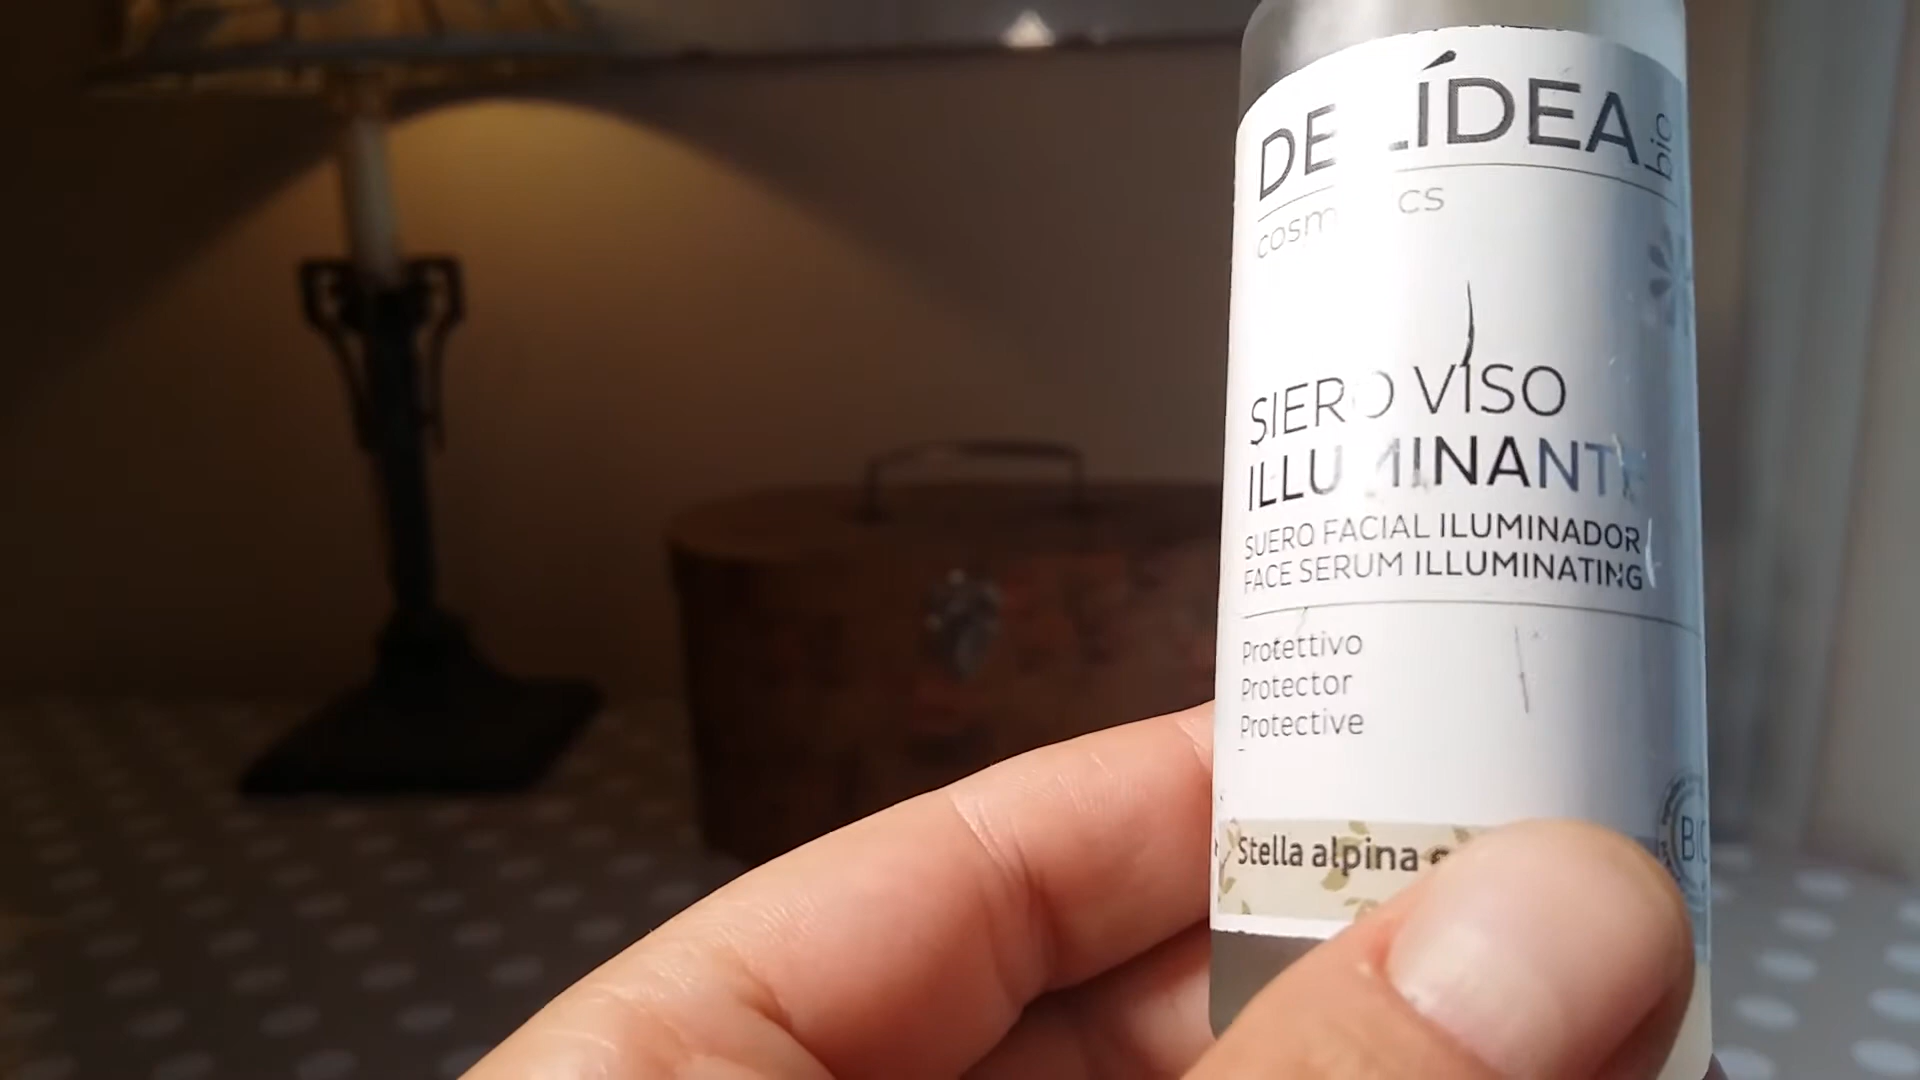 DELÍDEA bio
cosmetics
SIERO VISO
ILLUMINANTE
SUERO FACIAL ILUMINADOR
FACE SERUM ILLUMINATING
Protettivo
Protector
Protective
Stella alpina e
BIO